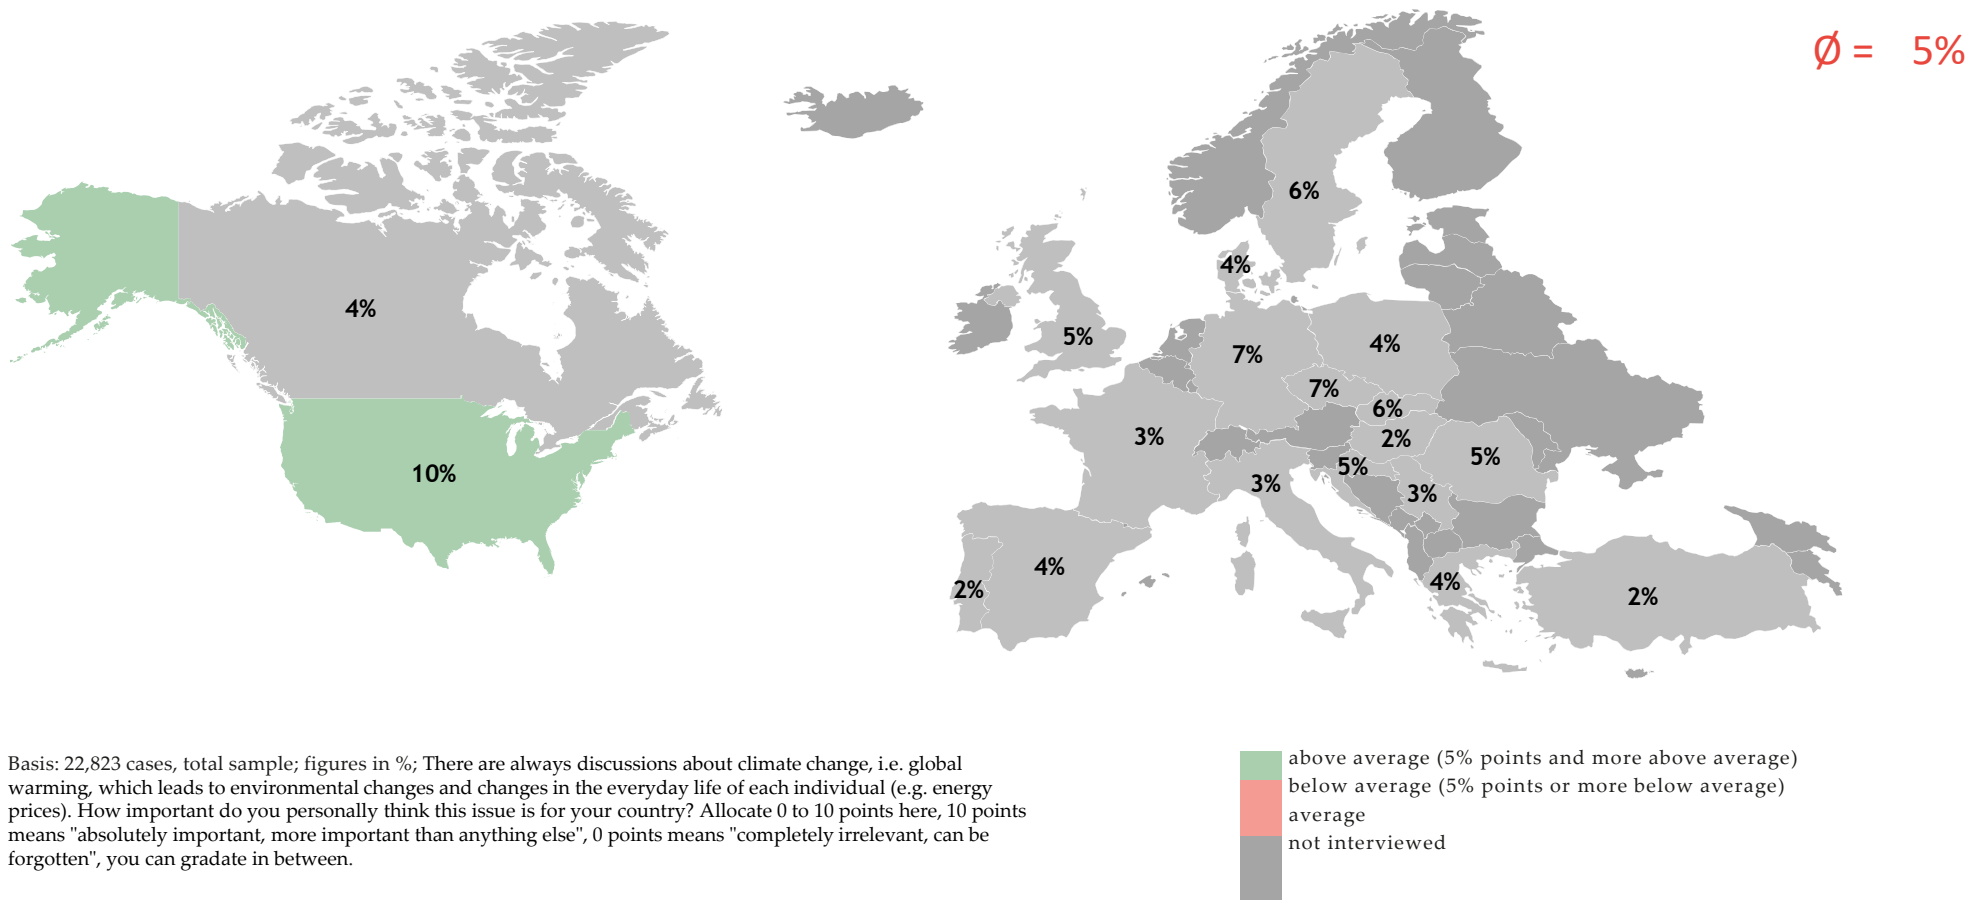 Ø = 5%
6%
4%
4%
5%
7%
4%
7%
6%
3%
2%
5%
10%
5%
3%
3%
4%
2%
4%
2%
Basis: 22,823 cases, total sample; figures in %; There are always discussions about climate change, i.e. global
warming, which leads to environmental changes and changes in the everyday life of each individual (e.g. energy
prices). How important do you personally think this issue is for your country? Allocate 0 to 10 points here, 10 points
means "absolutely important, more important than anything else", 0 points means "completely irrelevant, can be
forgotten", you can gradate in between.
above average (5% points and more above average)
below average (5% points or more below average)
average
not interviewed